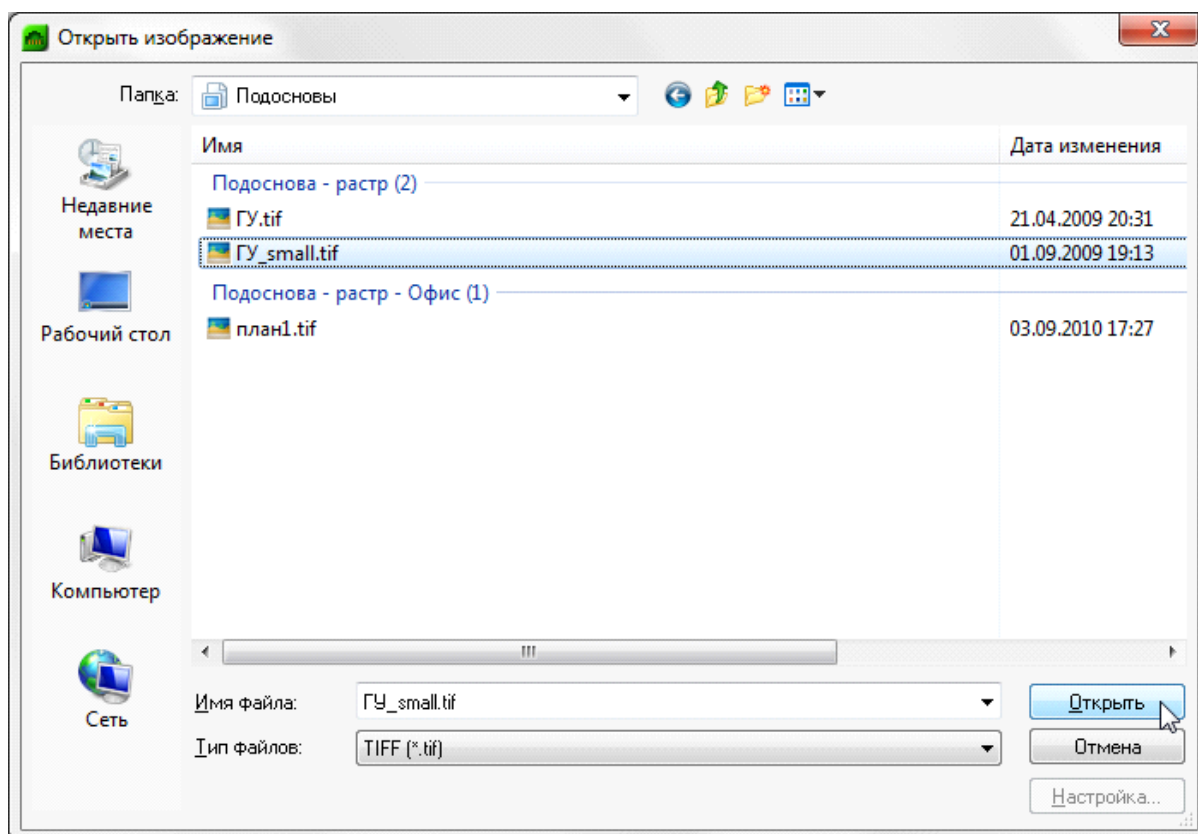 Открыть изображение
Папка: Подосновы
Имя Дата изменения
Подоснова - растр (2)
ГУ.tif 21.04.2009 20:31
ГУ_small.tif 01.09.2009 19:13
Подоснова - растр - Офис (1)
план1.tif 03.09.2010 17:27
Недавние
места
Рабочий стол
Библиотеки
Компьютер
Сеть
Имя файла: ГУ_small.tif Открыть
Тип файлов: TIFF (*.tif) Отмена
Настройка...